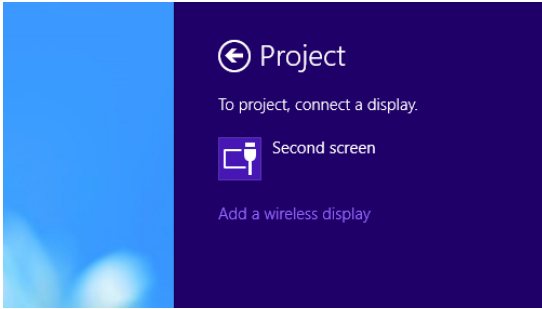 Project
To project, connect a display.
Second screen
Add a wireless display